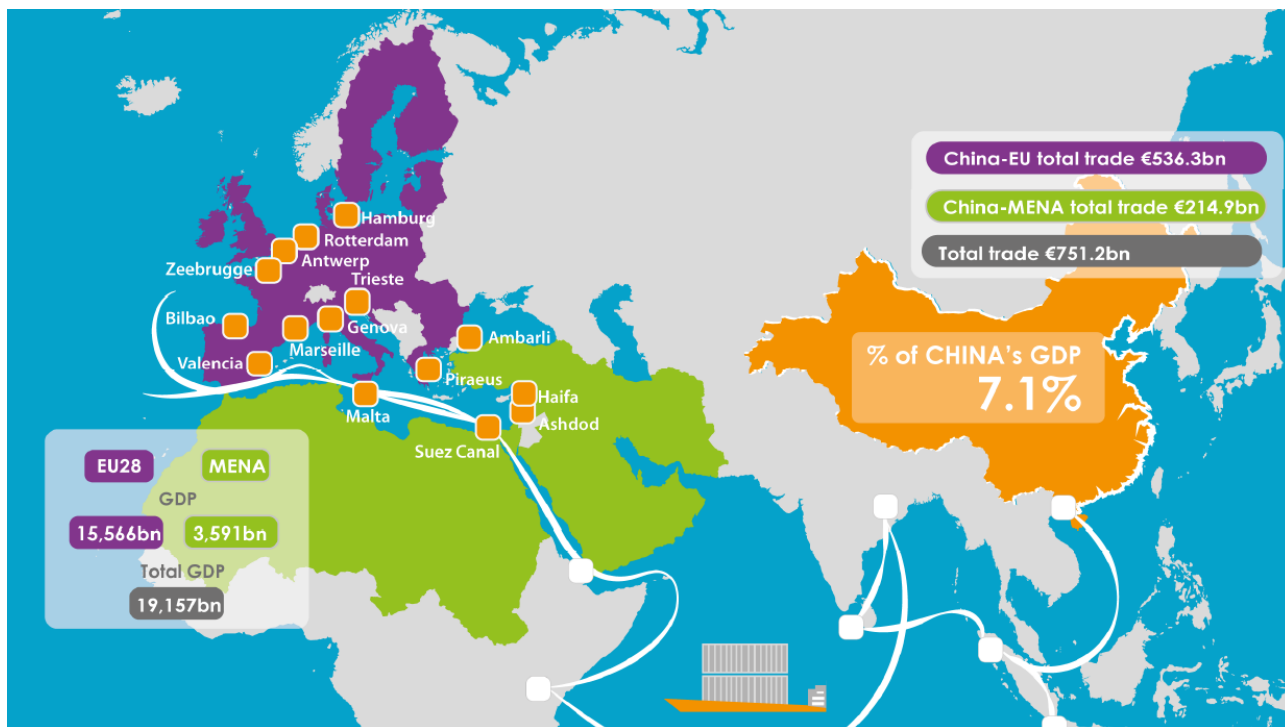 China-EU total trade €536.3bn
China-MENA total trade €214.9bn
Total trade €751.2bn
Hamburg
Rotterdam
Antwerp
Zeebrugge
Trieste
Bilbao
Genova
Marseille
Ambarli
Valencia
Piraeus
Haifa
Malta
Ashdod
Suez Canal
% of CHINA's GDP
7.1%
EU28 MENA
GDP
15,566bn 3,591bn
Total GDP
19,157bn